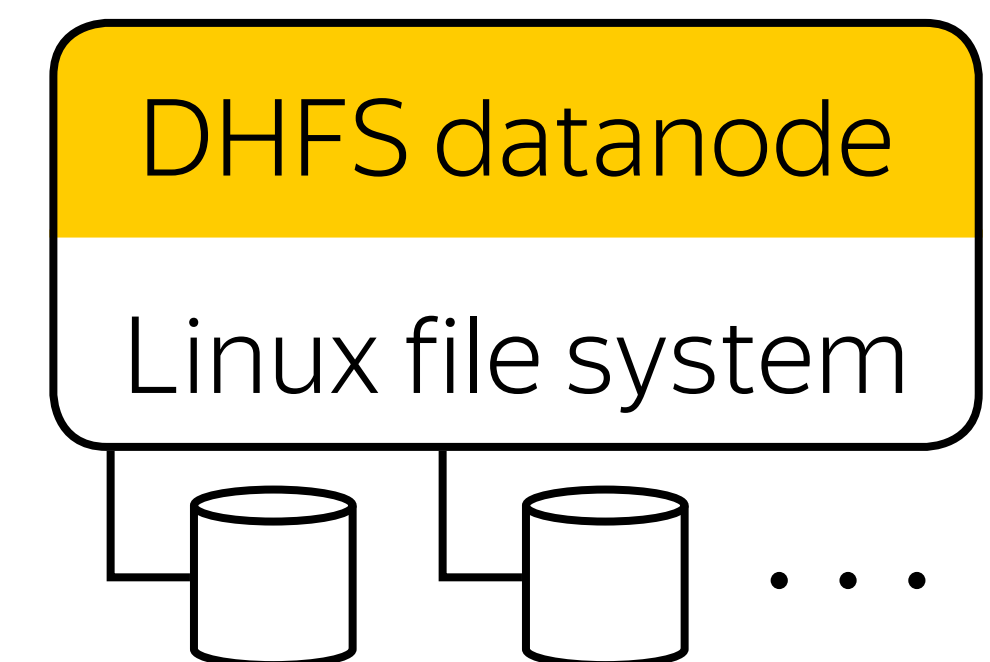 DHFS datanode
Linux file system
. . .